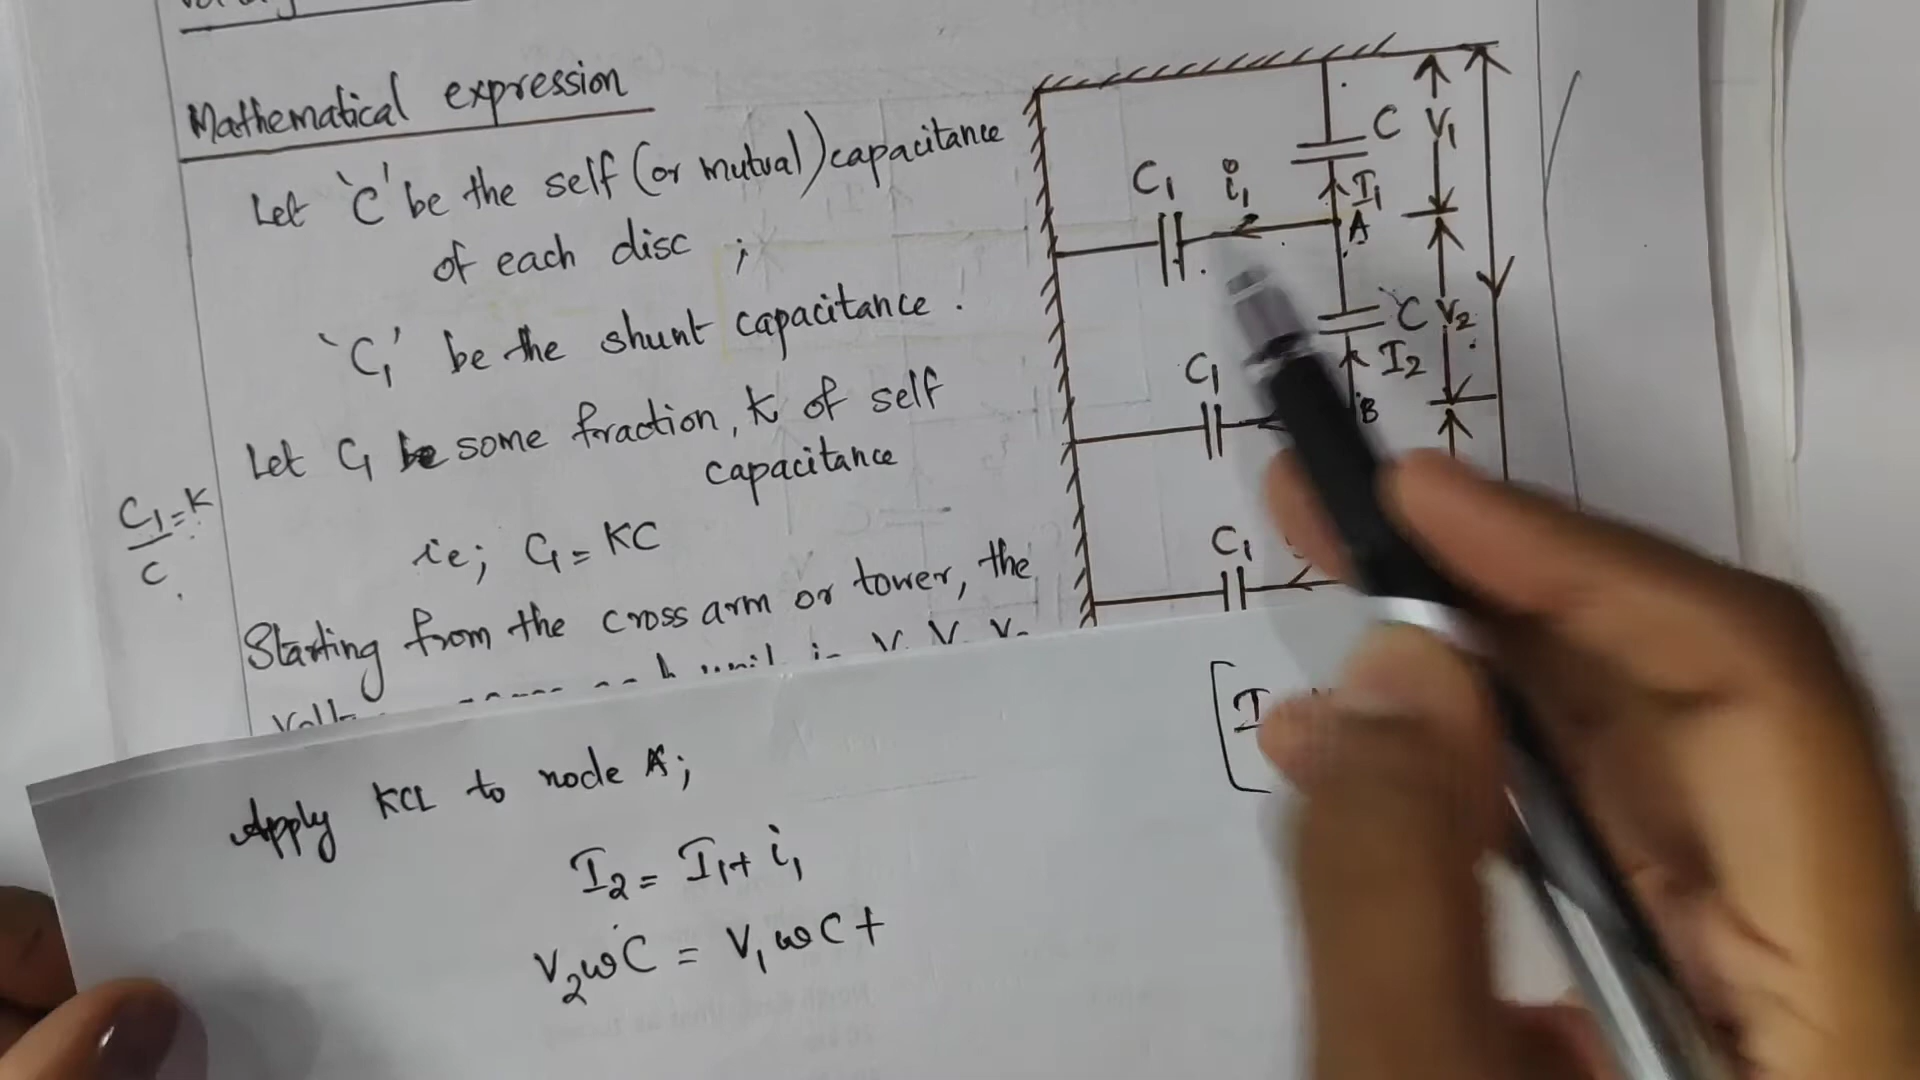 Mathematical expression
Let 'C' be the self (or mutual) capacitance
of each disc ;
'C1' be the shunt capacitance.
Let C1 be some fraction, K of self
capacitance
C1/C = K
ie; C1 = KC
Starting from the cross arm or tower, the
C
V1
C1
i1
I1
A
C
V2
I2
C1
B
C1
Apply KCL to node A;
I2 = I1 + i1
V2ωC = V1ωC +
[I